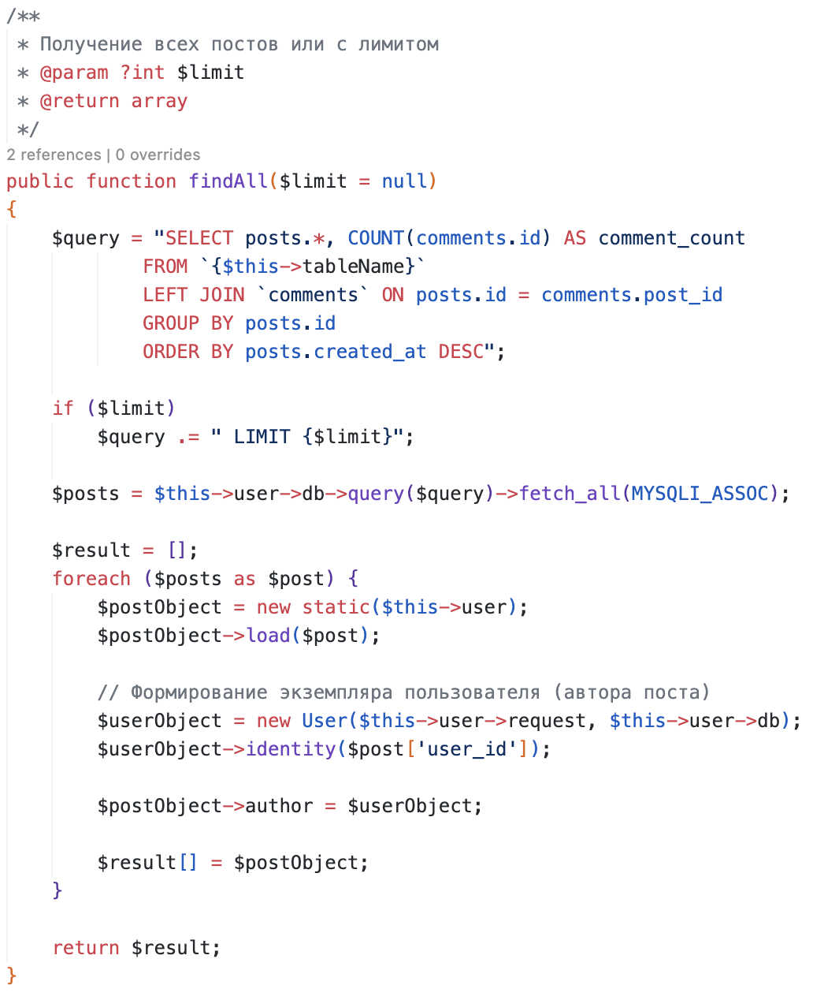 /**
 * Получение всех постов или с лимитом
 * @param ?int $limit
 * @return array
 */
2 references | 0 overrides
public function findAll($limit = null)
{
    $query = "SELECT posts.*, COUNT(comments.id) AS comment_count
            FROM `{$this->tableName}`
            LEFT JOIN `comments` ON posts.id = comments.post_id
            GROUP BY posts.id
            ORDER BY posts.created_at DESC";
    if ($limit)
        $query .= " LIMIT {$limit}";
    $posts = $this->user->db->query($query)->fetch_all(MYSQLI_ASSOC);
    $result = [];
    foreach ($posts as $post) {
        $postObject = new static($this->user);
        $postObject->load($post);
        // Формирование экземпляра пользователя (автора поста)
        $userObject = new User($this->user->request, $this->user->db);
        $userObject->identity($post['user_id']);
        $postObject->author = $userObject;
        $result[] = $postObject;
    }
    return $result;
}